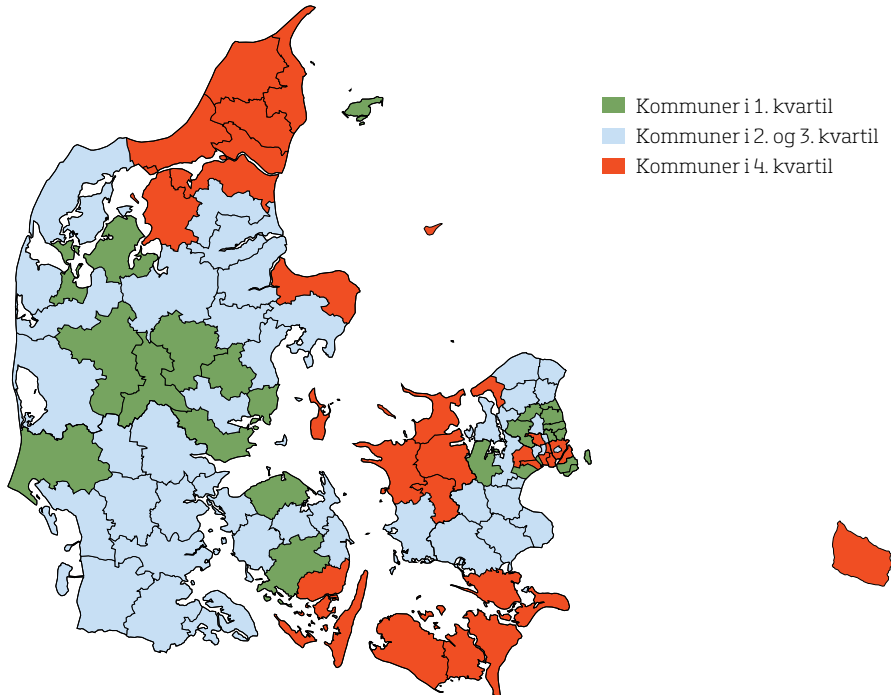 Kommuner i 1. kvartil
Kommuner i 2. og 3. kvartil
Kommuner i 4. kvartil